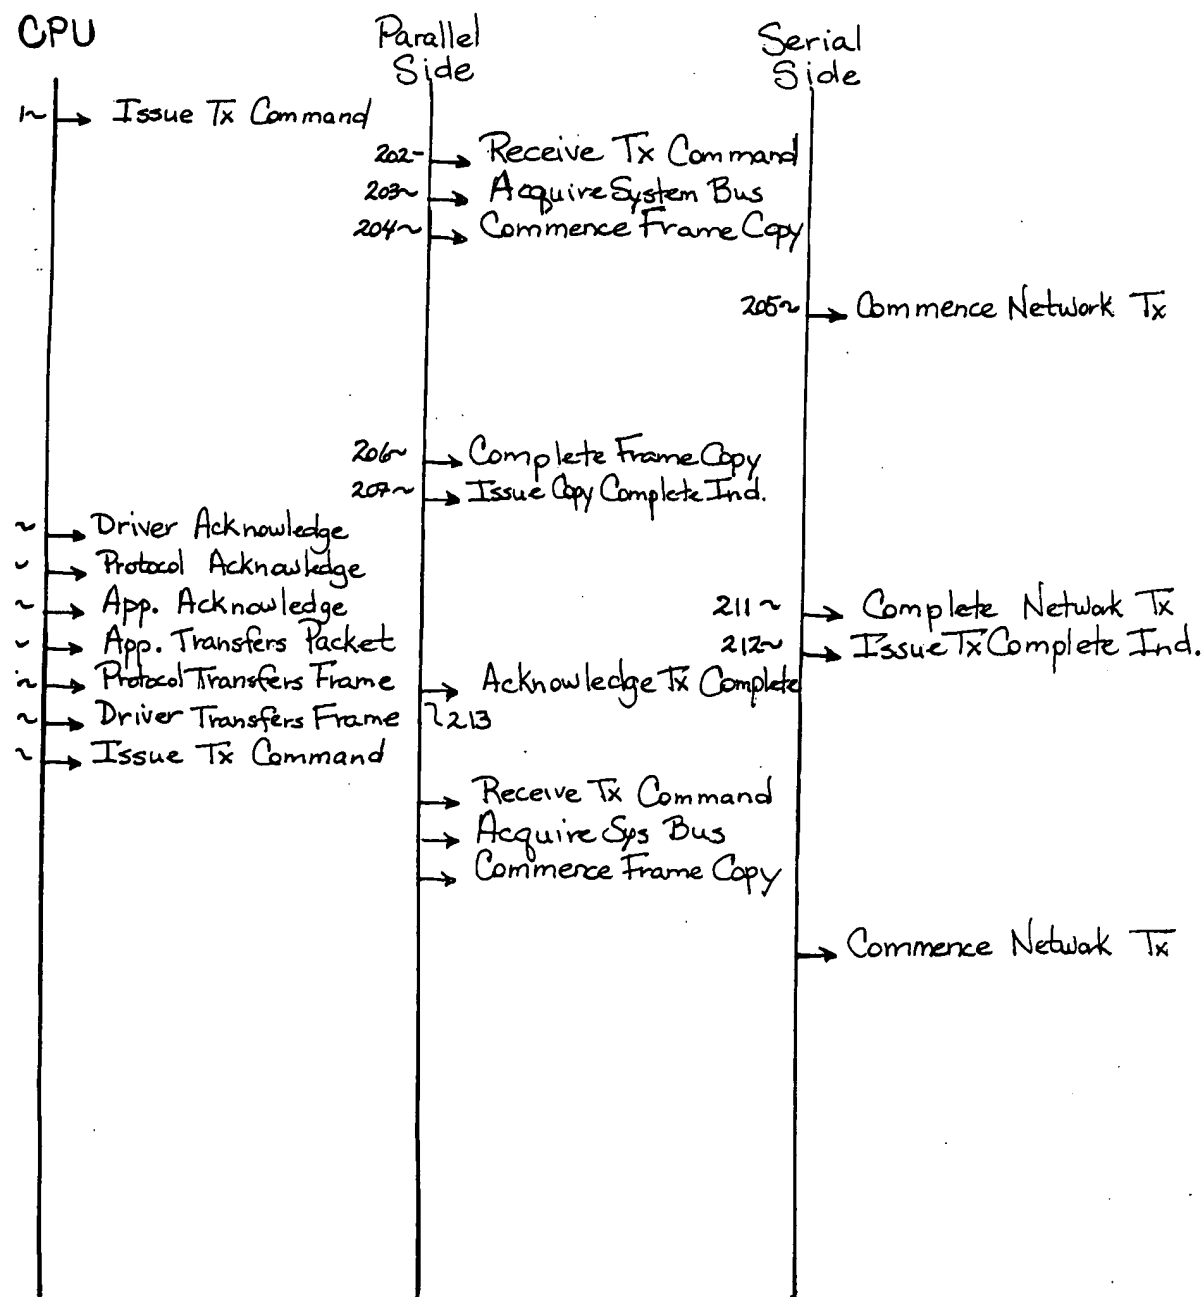 CPU
Parallel
Side
Serial
Side
1~ Issue Tx Command
202~ Receive Tx Command
203~ Acquire System Bus
204~ Commence Frame Copy
205~ Commence Network Tx
206~ Complete Frame Copy
207~ Issue Copy Complete Ind.
Driver Acknowledge
Protocol Acknowledge
App. Acknowledge
211~ Complete Network Tx
App. Transfers Packet
212~ Issue Tx Complete Ind.
Protocol Transfers Frame
Acknowledge Tx Complete
Driver Transfers Frame
213
Issue Tx Command
Receive Tx Command
Acquire Sys Bus
Commence Frame Copy
Commence Network Tx